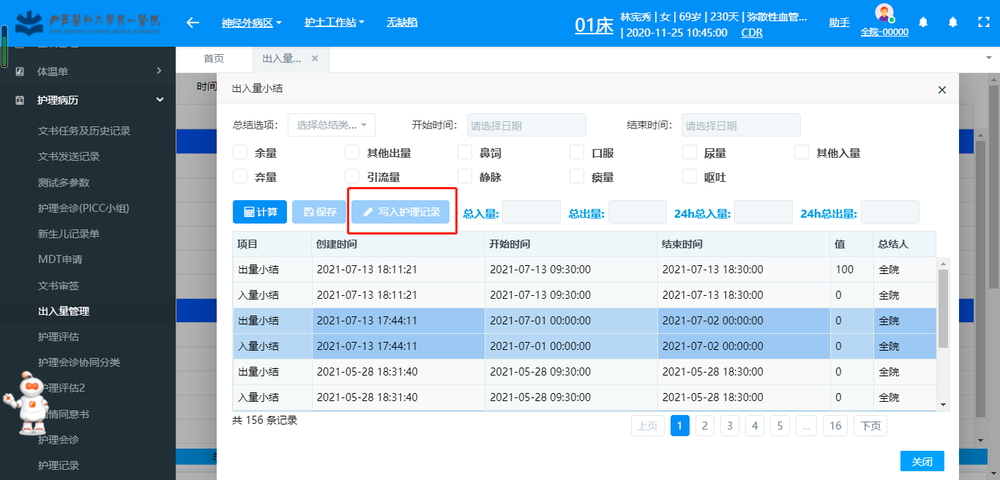 神经外病区
护士工作站
无缺陷
01床
林宪秀 | 女 | 69岁 | 230天 | 弥散性血管...
| 2020-11-25 10:45:00 CDR
助手
全院-00000
体温单
护理病历
文书任务及历史记录
文书发送记录
测试多参数
护理会诊(PICC小组)
新生儿记录单
MDT申请
文书审签
出入量管理
护理评估
护理会诊协同分类
护理评估2
情同意书
护理会诊
护理记录
首页
出入量... ×
时间
出入量小结 ×
总结选项: 选择总结类... 开始时间: 请选择日期 结束时间: 请选择日期
余量 其他出量 鼻饲 口服 尿量 其他入量
弃量 引流量 静脉 痰量 呕吐
计算 保存 写入护理记录 总入量: 总出量: 24h总入量: 24h总出量:
项目 创建时间 开始时间 结束时间 值 总结人
出量小结 2021-07-13 18:11:21 2021-07-13 09:30:00 2021-07-13 18:30:00 100 全院
入量小结 2021-07-13 18:11:21 2021-07-13 09:30:00 2021-07-13 18:30:00 0 全院
出量小结 2021-07-13 17:44:11 2021-07-01 00:00:00 2021-07-02 00:00:00 0 全院
入量小结 2021-07-13 17:44:11 2021-07-01 00:00:00 2021-07-02 00:00:00 0 全院
出量小结 2021-05-28 18:31:40 2021-05-28 09:30:00 2021-05-28 18:30:00 0 全院
入量小结 2021-05-28 18:31:40 2021-05-28 09:30:00 2021-05-28 18:30:00 0 全院
共 156 条记录
上页 1 2 3 4 5 ... 16 下页
关闭